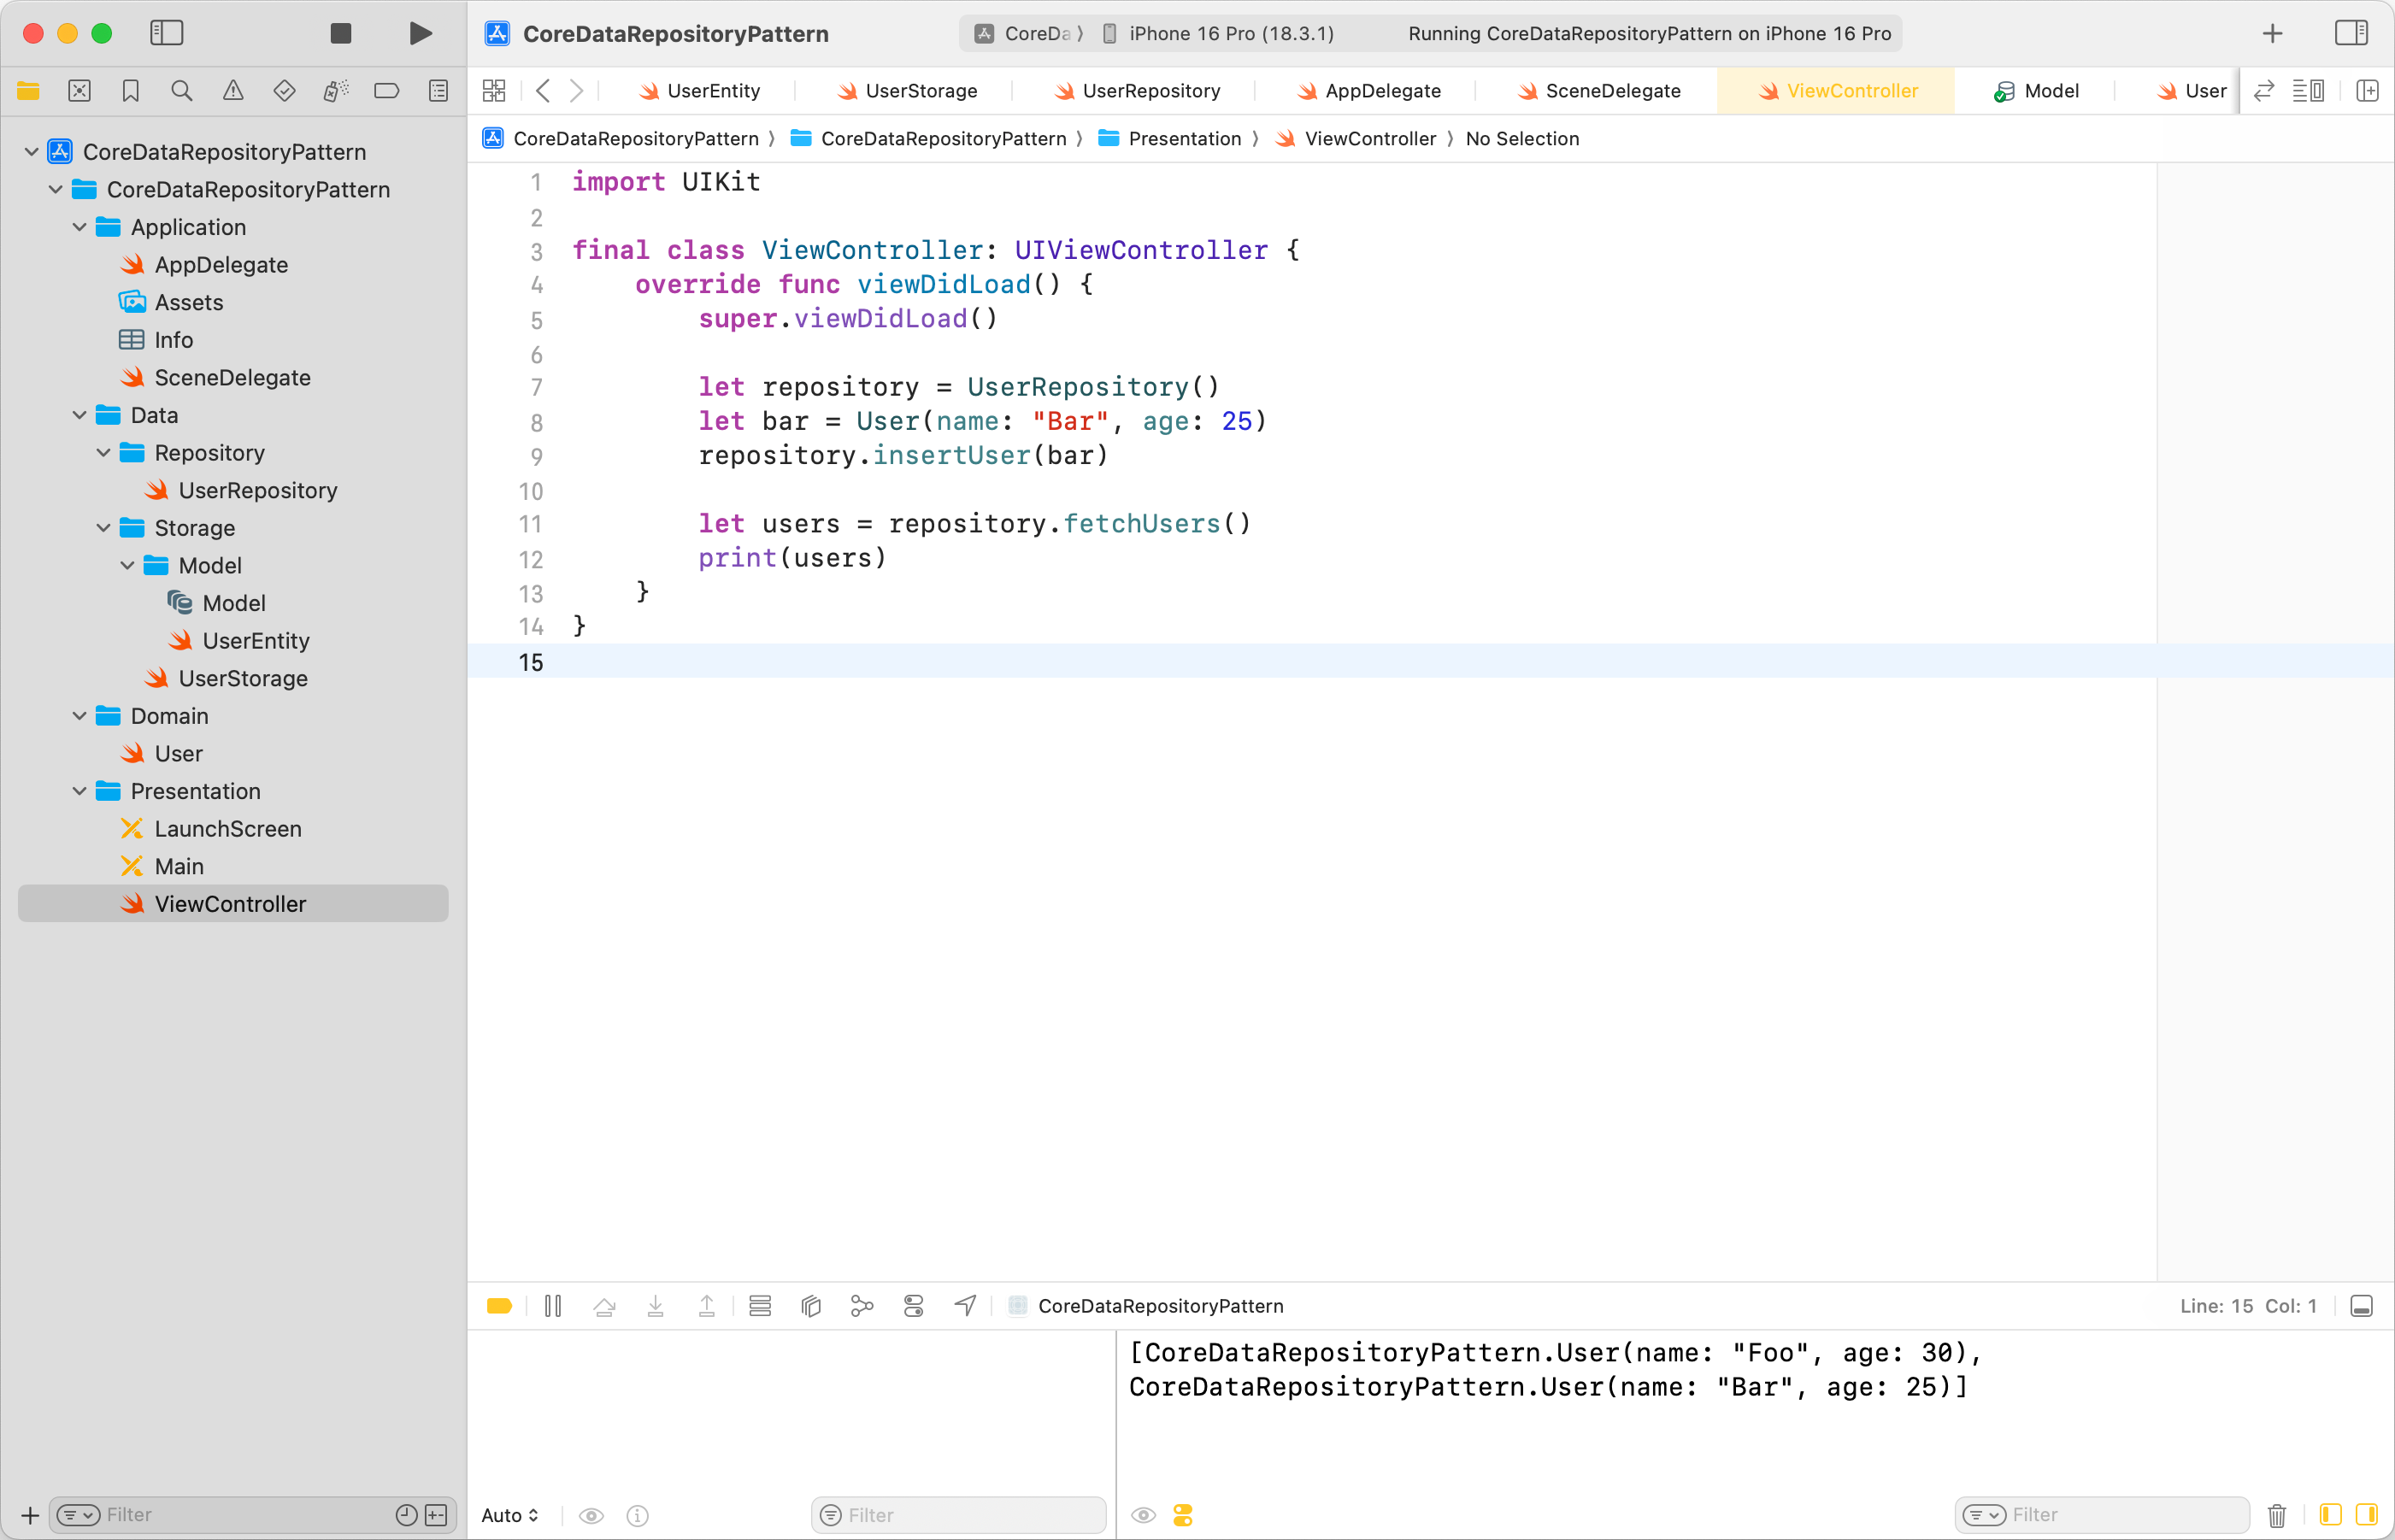 CoreDataRepositoryPattern
CoreDa
iPhone 16 Pro (18.3.1)
Running CoreDataRepositoryPattern on iPhone 16 Pro
UserEntity
UserStorage
UserRepository
AppDelegate
SceneDelegate
ViewController
Model
User
CoreDataRepositoryPattern 〉 CoreDataRepositoryPattern 〉 Presentation 〉 ViewController 〉 No Selection
CoreDataRepositoryPattern
CoreDataRepositoryPattern
Application
AppDelegate
Assets
Info
SceneDelegate
Data
Repository
UserRepository
Storage
Model
Model
UserEntity
UserStorage
Domain
User
Presentation
LaunchScreen
Main
ViewController
Filter
1 import UIKit
2
3 final class ViewController: UIViewController {
4     override func viewDidLoad() {
5         super.viewDidLoad()
6
7         let repository = UserRepository()
8         let bar = User(name: "Bar", age: 25)
9         repository.insertUser(bar)
10
11         let users = repository.fetchUsers()
12         print(users)
13     }
14 }
15
CoreDataRepositoryPattern
Line: 15 Col: 1
[CoreDataRepositoryPattern.User(name: "Foo", age: 30),
CoreDataRepositoryPattern.User(name: "Bar", age: 25)]
Auto
Filter
Filter